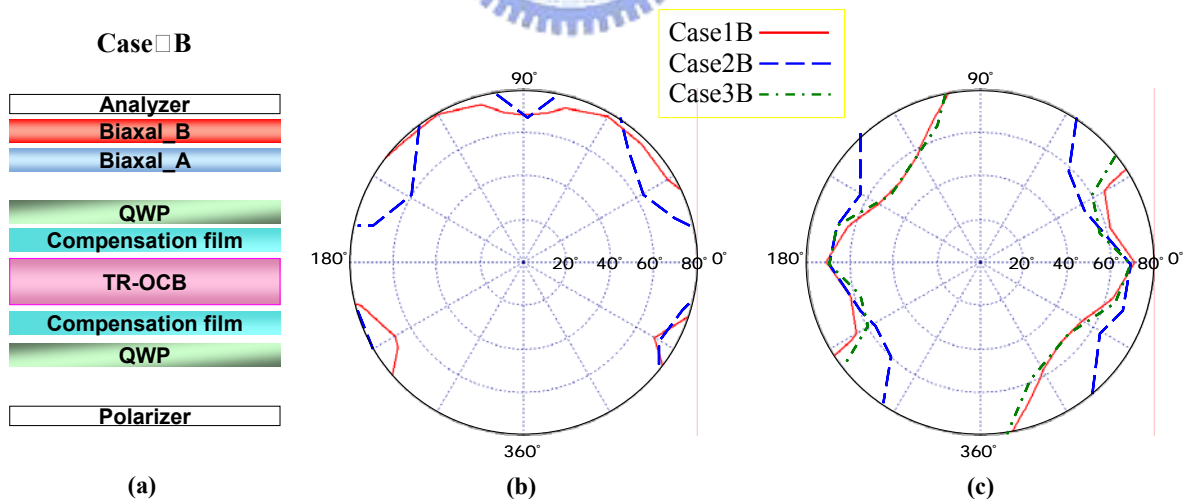 Case□B
Analyzer
Biaxal_B
Biaxal_A
QWP
Compensation film
TR-OCB
Compensation film
QWP
Polarizer
(a)
Case1B
Case2B
Case3B
90°
180°
20° 40° 60° 80° 0°
360°
(b)
90°
180°
20° 40° 60° 80° 0°
360°
(c)